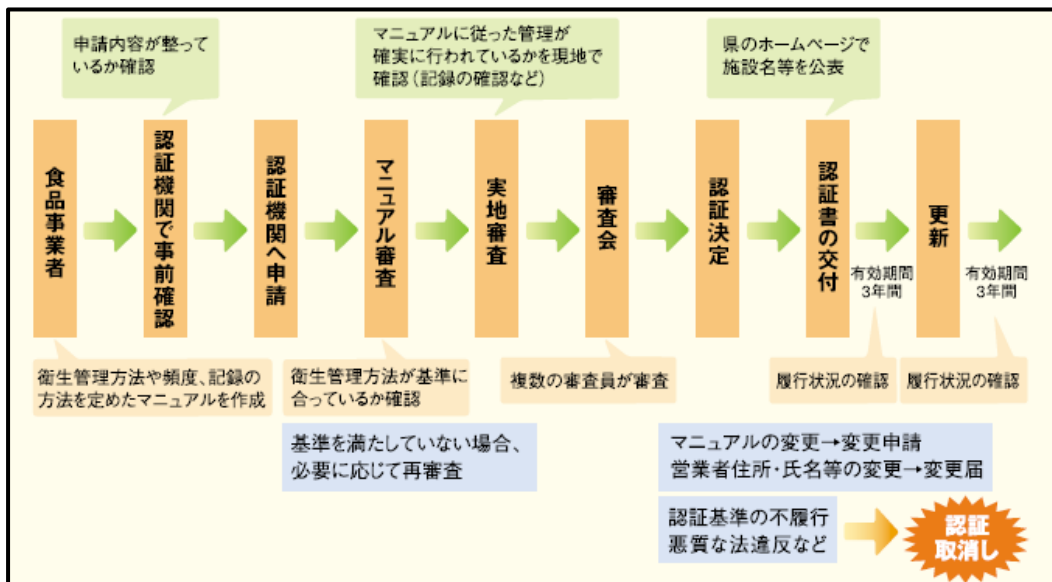 申請内容が整って
いるか確認
マニュアルに従った管理が
確実に行われているかを現地で
確認（記録の確認など）
県のホームページで
施設名等を公表
食品事業者
認証機関で事前確認
認証機関へ申請
マニュアル審査
実地審査
審査会
認証決定
認証書の交付
有効期間
3年間
更新
有効期間
3年間
衛生管理方法や頻度、記録の
方法を定めたマニュアルを作成
衛生管理方法が基準に
合っているか確認
複数の審査員が審査
履行状況の確認
履行状況の確認
基準を満たしていない場合、
必要に応じて再審査
マニュアルの変更→変更申請
営業者住所・氏名等の変更→変更届
認証基準の不履行
悪質な法違反など
認証
取消し